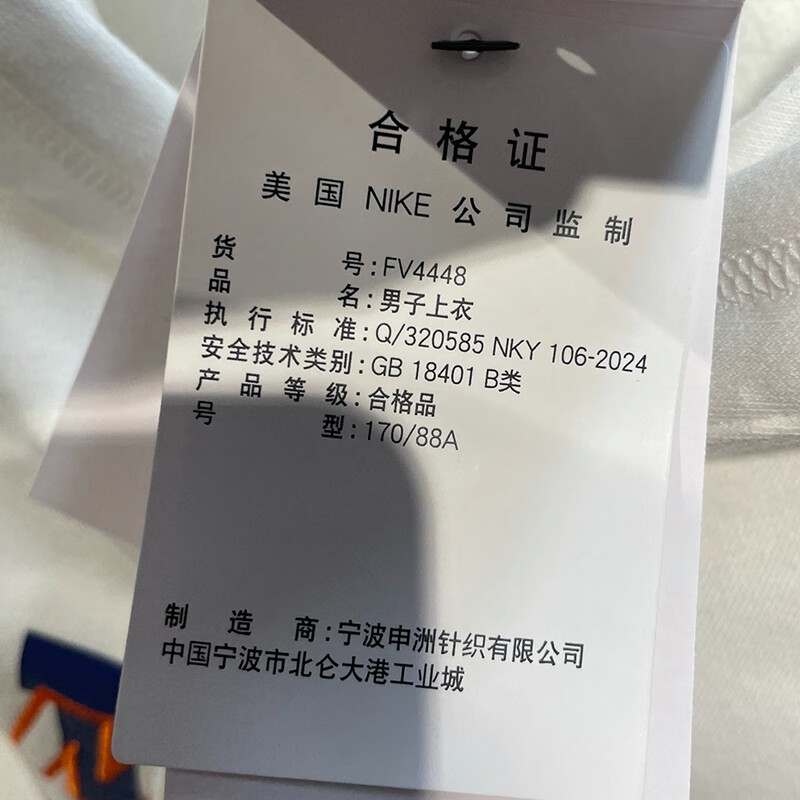 合格证
美国 NIKE 公司监制
货号:FV4448
品名:男子上衣
执行标准:Q/320585 NKY 106-2024
安全技术类别:GB 18401 B类
产品等级:合格品
号型:170/88A
制造商:宁波申洲针织有限公司
中国宁波市北仑大港工业城